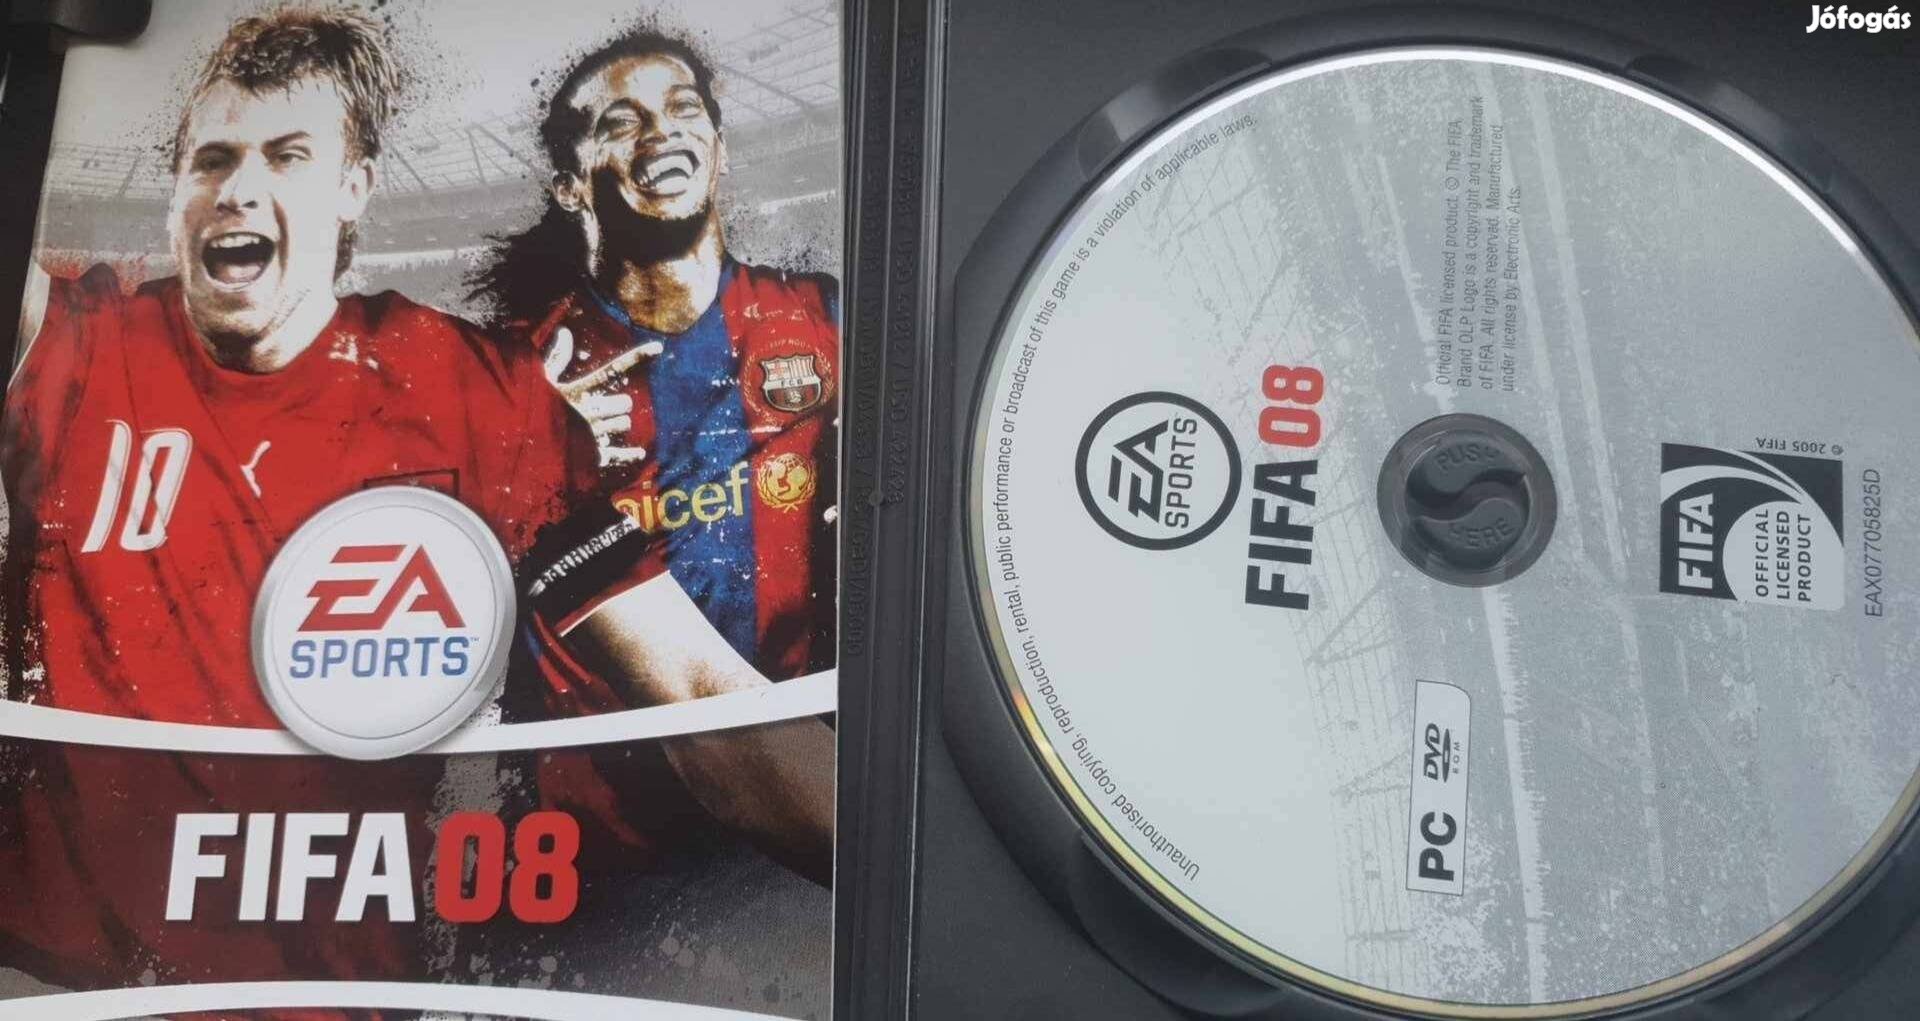 Jófogás
10
FCB
unicef
EA
SPORTS™
FIFA 08
Unauthorised copying, reproduction, rental, public performance or broadcast of this game is a violation of applicable laws.
EA
SPORTS™
FIFA 08
Official FIFA licensed product. © The FIFA
Brand OLP Logo is a copyright and trademark
of FIFA. All rights reserved. Manufactured
under license by Electronic Arts.
PUSH
HERE
PC DVD
ROM
FIFA
OFFICIAL
LICENSED
PRODUCT
© 2005 FIFA
EAX07705825D